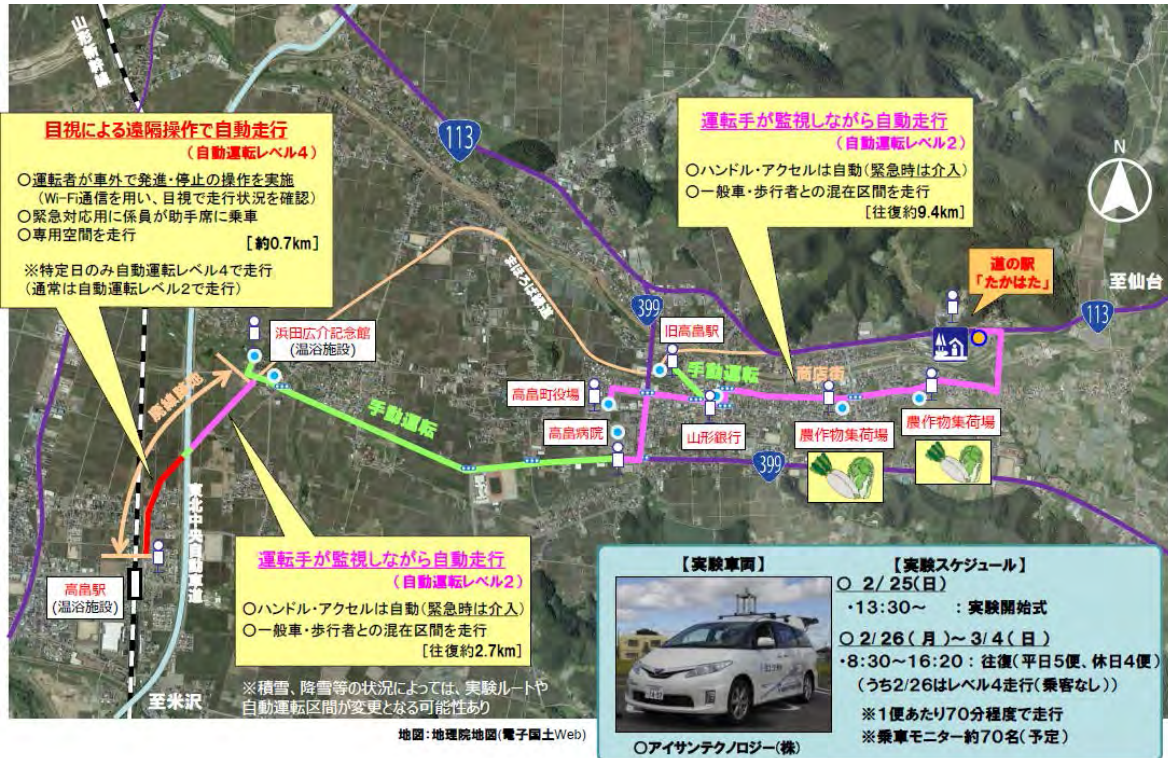 山形新幹線
目視による遠隔操作で自動走行
(自動運転レベル4)
○運転者が車外で発進・停止の操作を実施
(Wi-Fi通信を用い、目視で走行状況を確認)
○緊急対応用に係員が助手席に乗車
○専用空間を走行
[約0.7km]
※特定日のみ自動運転レベル4で走行
(通常は自動運転レベル2で走行)
113
運転手が監視しながら自動走行
(自動運転レベル2)
○ハンドル・アクセルは自動(緊急時は介入)
○一般車・歩行者との混在区間を走行
[往復約9.4km]
N
道の駅
「たかはた」
至仙台
113
まほろば緑道
399
浜田広介記念館
(温浴施設)
旧高畠駅
手動運転
商店街
高畠町役場
手動運転
高畠病院
山形銀行
農作物集荷場
農作物集荷場
399
廃線跡地
東北中央自動車道
高畠駅
(温浴施設)
運転手が監視しながら自動走行
(自動運転レベル2)
○ハンドル・アクセルは自動(緊急時は介入)
○一般車・歩行者との混在区間を走行
[往復約2.7km]
至米沢
※積雪、降雪等の状況によっては、実験ルートや
自動運転区間が変更となる可能性あり
地図:地理院地図(電子国土Web)
【実験車両】
○アイサンテクノロジー(株)
【実験スケジュール】
○ 2/25(日)
・13:30~ :実験開始式
○ 2/26(月)~3/4(日)
・8:30~16:20:往復(平日5便、休日4便)
(うち2/26はレベル4走行(乗客なし))
※1便あたり70分程度で走行
※乗車モニター約70名(予定)